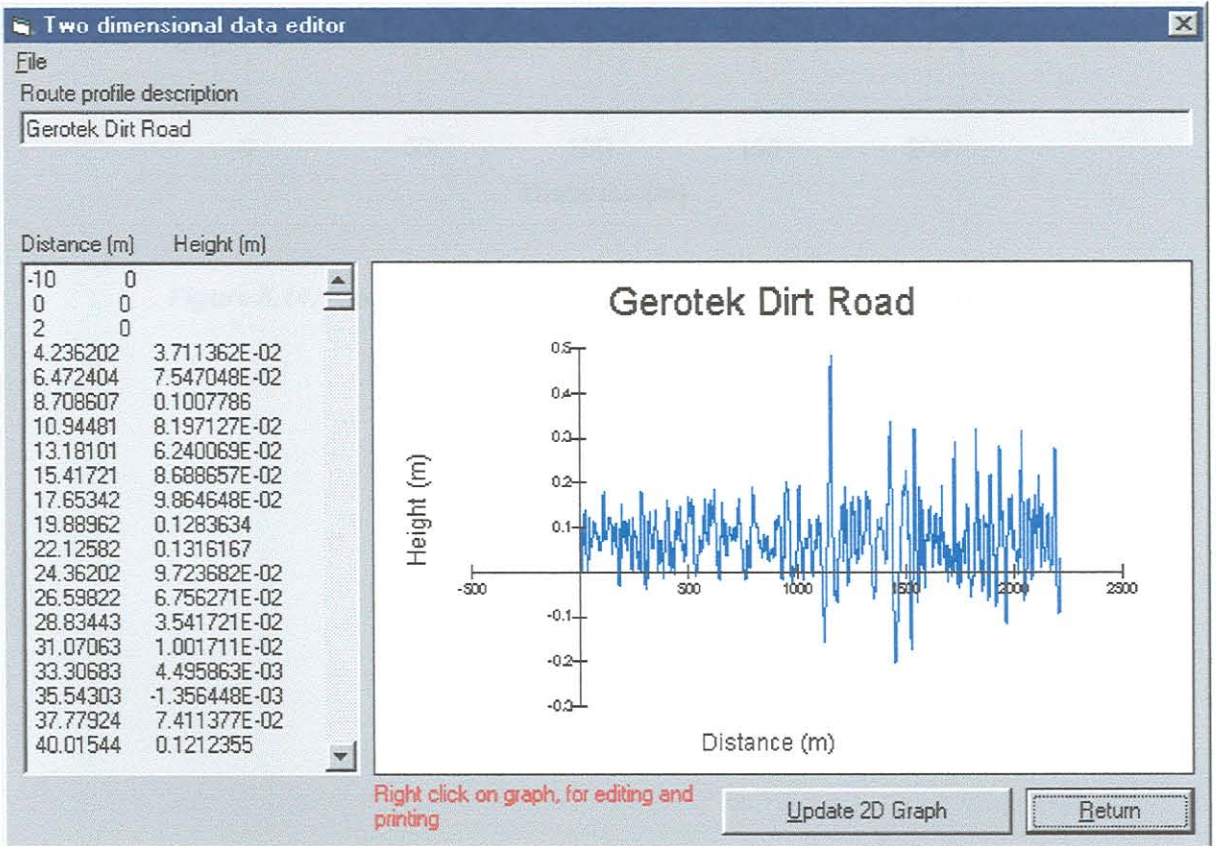 Two dimensional data editor
File
Route profile description
Gerotek Dirt Road
Distance (m) Height (m)
-10 0
0 0
2 0
4.236202 3.711362E-02
6.472404 7.547048E-02
8.708607 0.1007786
10.94481 8.197127E-02
13.18101 6.240069E-02
15.41721 8.688657E-02
17.65342 9.864648E-02
19.88962 0.1283634
22.12582 0.1316167
24.36202 9.723682E-02
26.59822 6.756271E-02
28.83443 3.541721E-02
31.07063 1.001711E-02
33.30683 4.495863E-03
35.54303 -1.356448E-03
37.77924 7.411377E-02
40.01544 0.1212355
Gerotek Dirt Road
0.5
0.4
0.3
0.2
0.1
-500 500 1000 1500 2000 2500
-0.1
-0.2
-0.3
Height (m)
Distance (m)
Right click on graph, for editing and
printing
Update 2D Graph
Return